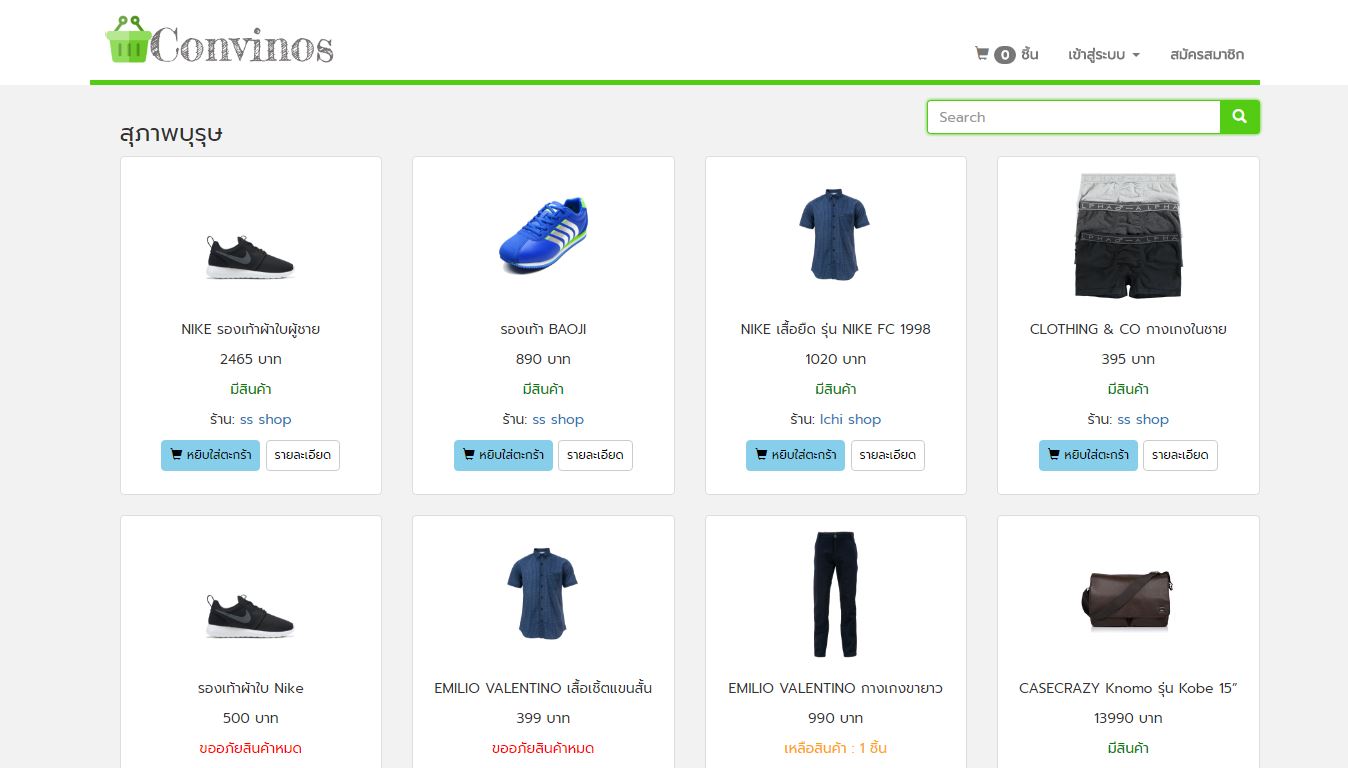 Convinos
0 ชิ้น เข้าสู่ระบบ สมัครสมาชิก
Search
สุภาพบุรุษ
NIKE รองเท้าผ้าใบผู้ชาย
2465 บาท
มีสินค้า
ร้าน: ss shop
หยิบใส่ตะกร้า รายละเอียด
รองเท้า BAOJI
890 บาท
มีสินค้า
ร้าน: ss shop
หยิบใส่ตะกร้า รายละเอียด
NIKE เสื้อยืด รุ่น NIKE FC 1998
1020 บาท
มีสินค้า
ร้าน: Ichi shop
หยิบใส่ตะกร้า รายละเอียด
CLOTHING & CO กางเกงในชาย
395 บาท
มีสินค้า
ร้าน: ss shop
หยิบใส่ตะกร้า รายละเอียด
รองเท้าผ้าใบ Nike
500 บาท
ขออภัยสินค้าหมด
EMILIO VALENTINO เสื้อเชิ้ตแขนสั้น
399 บาท
ขออภัยสินค้าหมด
EMILIO VALENTINO กางเกงขายาว
990 บาท
เหลือสินค้า : 1 ชิ้น
CASECRAZY Knomo รุ่น Kobe 15”
13990 บาท
มีสินค้า